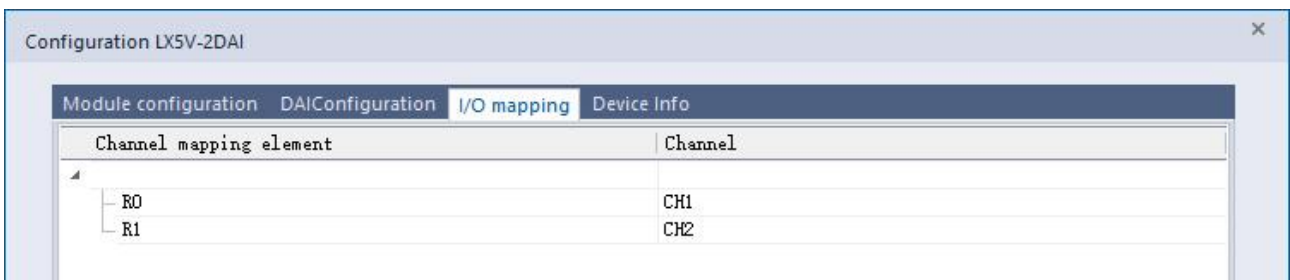 Configuration LX5V-2DAI
Module configuration DAIConfiguration I/O mapping Device Info
Channel mapping element Channel
R0 CH1
R1 CH2